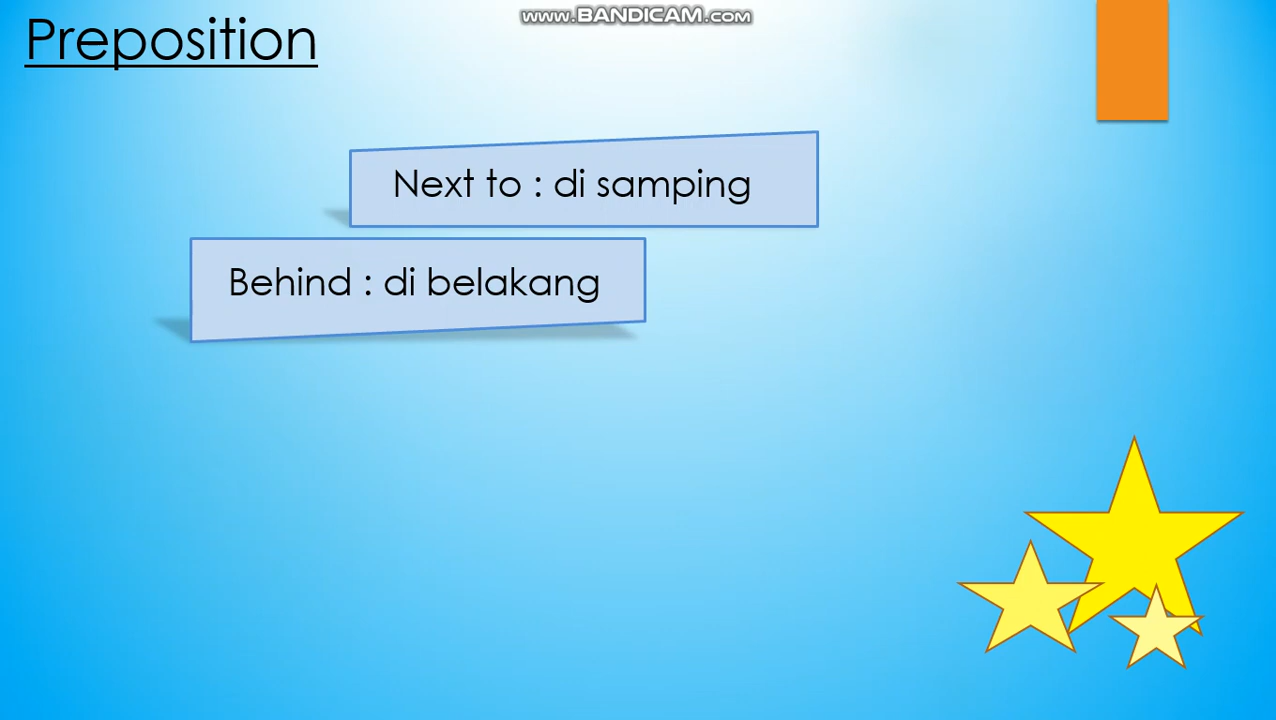 www.BANDICAM.com
Preposition
Next to : di samping
Behind : di belakang